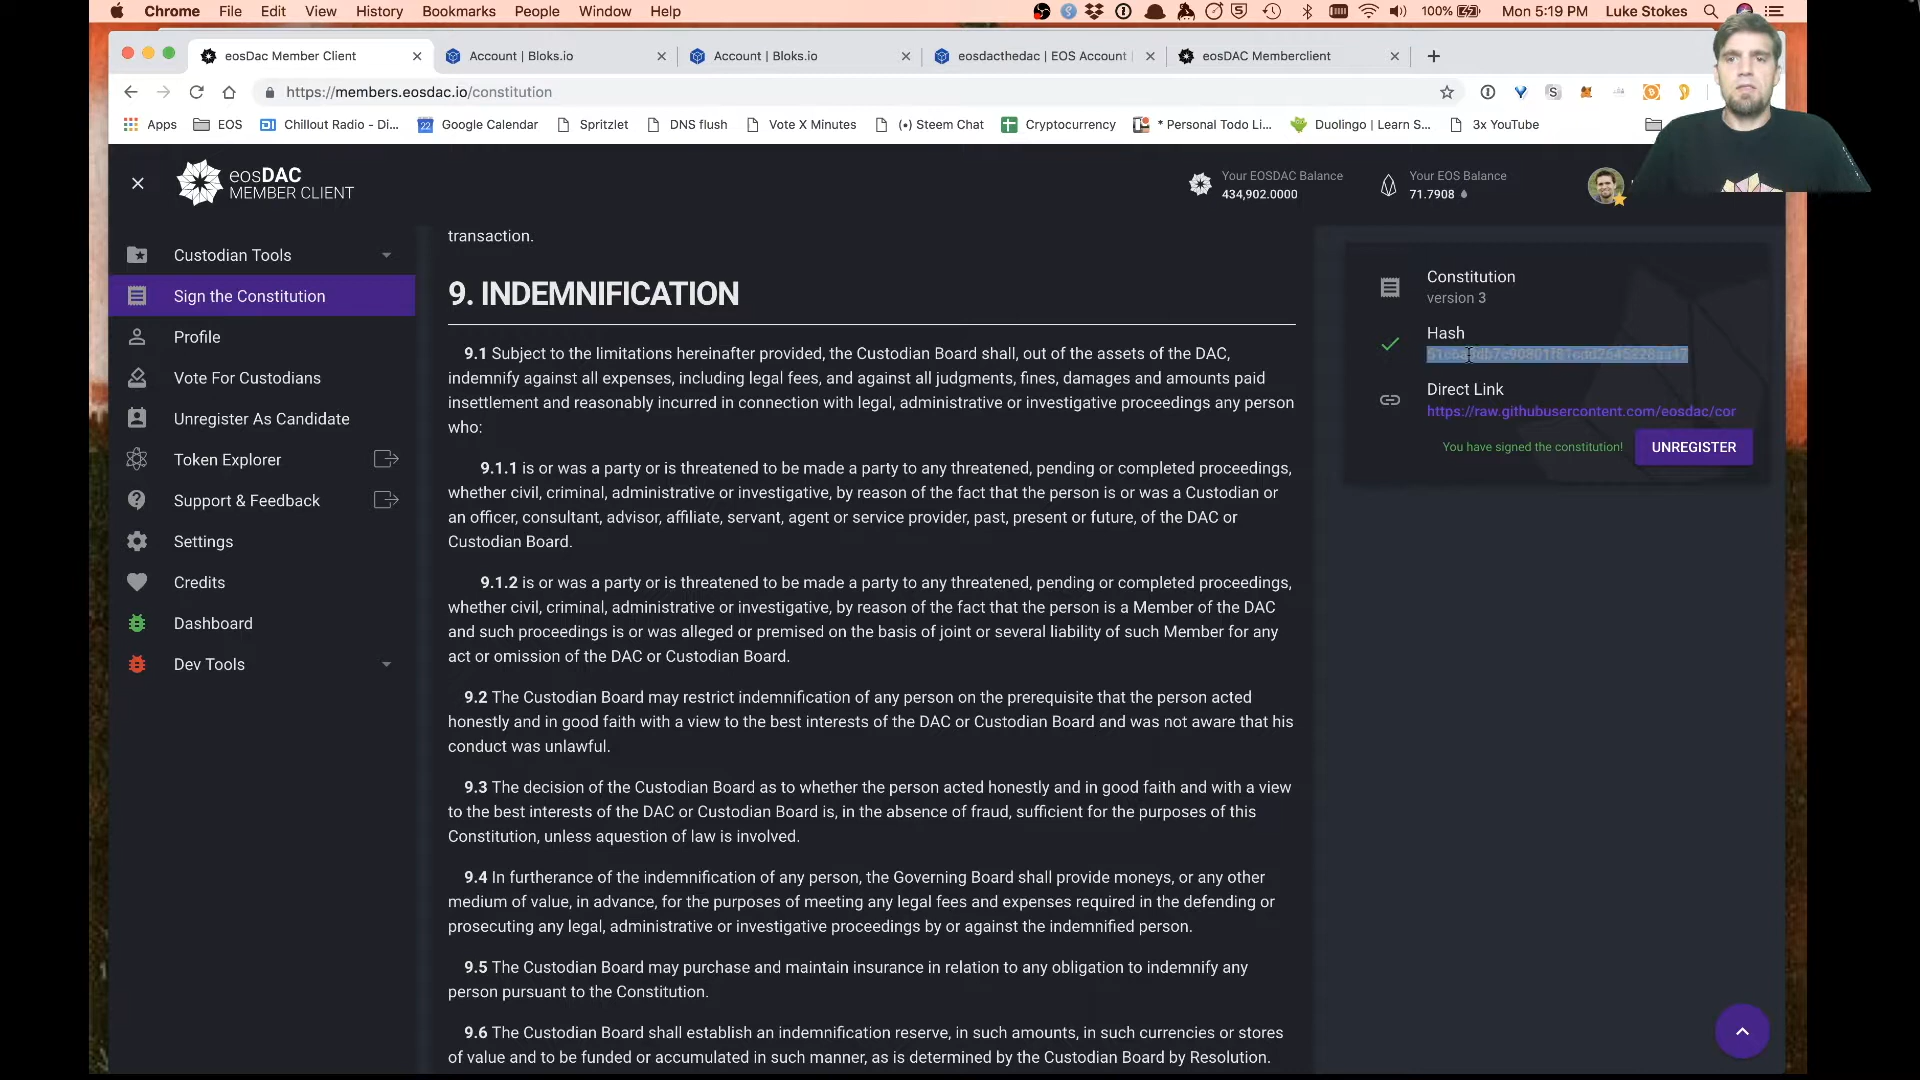 Chrome File Edit View History Bookmarks People Window Help 100% Mon 5:19 PM Luke Stokes
eosDac Member Client Account | Bloks.io Account | Bloks.io eosdacthedac | EOS Account eosDAC Memberclient
https://members.eosdac.io/constitution
Apps EOS Chillout Radio - Di... Google Calendar Spritzlet DNS flush Vote X Minutes (•) Steem Chat Cryptocurrency * Personal Todo Li... Duolingo | Learn S... 3x YouTube
eosDAC
MEMBER CLIENT
Your EOSDAC Balance
434,902.0000
Your EOS Balance
71.7908
Custodian Tools
Sign the Constitution
Profile
Vote For Custodians
Unregister As Candidate
Token Explorer
Support & Feedback
Settings
Credits
Dashboard
Dev Tools
transaction.
9. INDEMNIFICATION
9.1 Subject to the limitations hereinafter provided, the Custodian Board shall, out of the assets of the DAC,
indemnify against all expenses, including legal fees, and against all judgments, fines, damages and amounts paid
insettlement and reasonably incurred in connection with legal, administrative or investigative proceedings any person
who:
9.1.1 is or was a party or is threatened to be made a party to any threatened, pending or completed proceedings,
whether civil, criminal, administrative or investigative, by reason of the fact that the person is or was a Custodian or
an officer, consultant, advisor, affiliate, servant, agent or service provider, past, present or future, of the DAC or
Custodian Board.
9.1.2 is or was a party or is threatened to be made a party to any threatened, pending or completed proceedings,
whether civil, criminal, administrative or investigative, by reason of the fact that the person is a Member of the DAC
and such proceedings is or was alleged or premised on the basis of joint or several liability of such Member for any
act or omission of the DAC or Custodian Board.
9.2 The Custodian Board may restrict indemnification of any person on the prerequisite that the person acted
honestly and in good faith with a view to the best interests of the DAC or Custodian Board and was not aware that his
conduct was unlawful.
9.3 The decision of the Custodian Board as to whether the person acted honestly and in good faith and with a view
to the best interests of the DAC or Custodian Board is, in the absence of fraud, sufficient for the purposes of this
Constitution, unless aquestion of law is involved.
9.4 In furtherance of the indemnification of any person, the Governing Board shall provide moneys, or any other
medium of value, in advance, for the purposes of meeting any legal fees and expenses required in the defending or
prosecuting any legal, administrative or investigative proceedings by or against the indemnified person.
9.5 The Custodian Board may purchase and maintain insurance in relation to any obligation to indemnify any
person pursuant to the Constitution.
9.6 The Custodian Board shall establish an indemnification reserve, in such amounts, in such currencies or stores
of value and to be funded or accumulated in such manner, as is determined by the Custodian Board by Resolution.
Constitution
version 3
Hash
Direct Link
https://raw.githubusercontent.com/eosdac/cor
You have signed the constitution! UNREGISTER